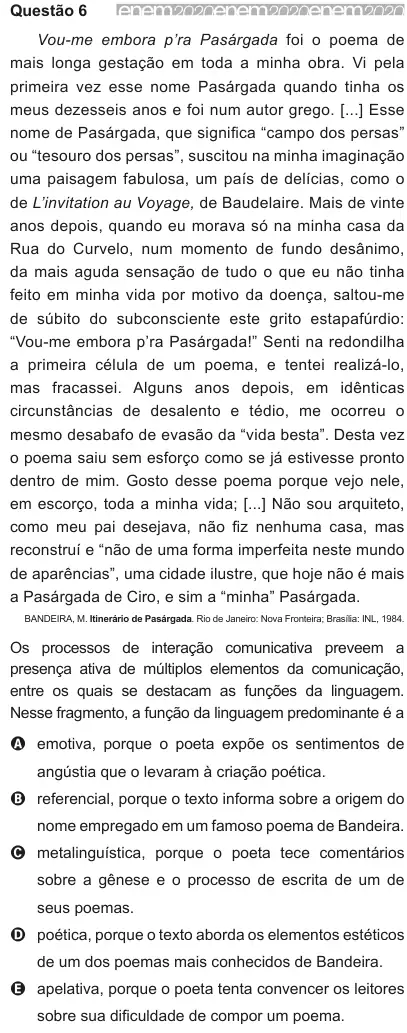 Questão 6 enem2020enem2020enem2020
Vou-me embora p’ra Pasárgada foi o poema de
mais longa gestação em toda a minha obra. Vi pela
primeira vez esse nome Pasárgada quando tinha os
meus dezesseis anos e foi num autor grego. [...] Esse
nome de Pasárgada, que significa “campo dos persas”
ou “tesouro dos persas”, suscitou na minha imaginação
uma paisagem fabulosa, um país de delícias, como o
de L’invitation au Voyage, de Baudelaire. Mais de vinte
anos depois, quando eu morava só na minha casa da
Rua do Curvelo, num momento de fundo desânimo,
da mais aguda sensação de tudo o que eu não tinha
feito em minha vida por motivo da doença, saltou-me
de súbito do subconsciente este grito estapafúrdio:
“Vou-me embora p’ra Pasárgada!” Senti na redondilha
a primeira célula de um poema, e tentei realizá-lo,
mas fracassei. Alguns anos depois, em idênticas
circunstâncias de desalento e tédio, me ocorreu o
mesmo desabafo de evasão da “vida besta”. Desta vez
o poema saiu sem esforço como se já estivesse pronto
dentro de mim. Gosto desse poema porque vejo nele,
em escorço, toda a minha vida; [...] Não sou arquiteto,
como meu pai desejava, não fiz nenhuma casa, mas
reconstruí e “não de uma forma imperfeita neste mundo
de aparências”, uma cidade ilustre, que hoje não é mais
a Pasárgada de Ciro, e sim a “minha” Pasárgada.
BANDEIRA, M. Itinerário de Pasárgada. Rio de Janeiro: Nova Fronteira; Brasília: INL, 1984.
Os processos de interação comunicativa preveem a
presença ativa de múltiplos elementos da comunicação,
entre os quais se destacam as funções da linguagem.
Nesse fragmento, a função da linguagem predominante é a
A emotiva, porque o poeta expõe os sentimentos de
angústia que o levaram à criação poética.
B referencial, porque o texto informa sobre a origem do
nome empregado em um famoso poema de Bandeira.
C metalinguística, porque o poeta tece comentários
sobre a gênese e o processo de escrita de um de
seus poemas.
D poética, porque o texto aborda os elementos estéticos
de um dos poemas mais conhecidos de Bandeira.
E apelativa, porque o poeta tenta convencer os leitores
sobre sua dificuldade de compor um poema.